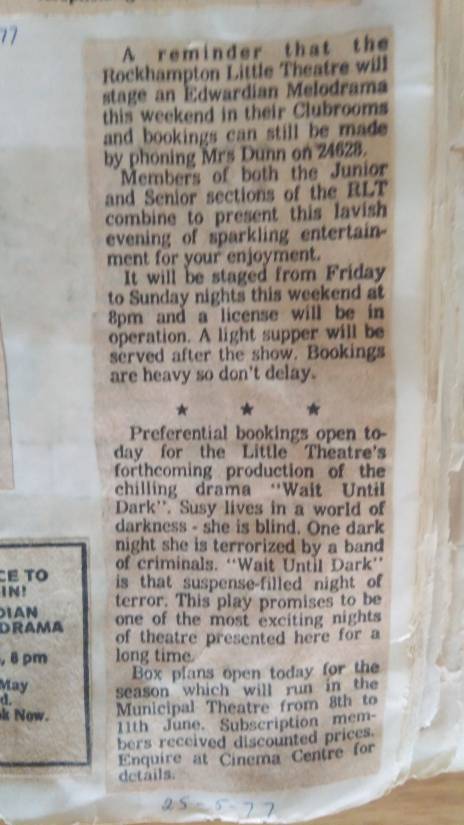 77
A reminder that the
Rockhampton Little Theatre will
stage an Edwardian Melodrama
this weekend in their Clubrooms
and bookings can still be made
by phoning Mrs Dunn on 24628.
Members of both the Junior
and Senior sections of the RLT
combine to present this lavish
evening of sparkling entertain-
ment for your enjoyment.
It will be staged from Friday
to Sunday nights this weekend at
8pm and a license will be in
operation. A light supper will be
served after the show. Bookings
are heavy so don't delay.
★ ★ ★
Preferential bookings open to-
day for the Little Theatre's
forthcoming production of the
chilling drama "Wait Until
Dark". Susy lives in a world of
darkness - she is blind. One dark
night she is terrorized by a band
of criminals. "Wait Until Dark"
is that suspense-filled night of
terror. This play promises to be
one of the most exciting nights
of theatre presented here for a
long time.
Box plans open today for the
season which will run in the
Municipal Theatre from 8th to
11th June. Subscription mem-
bers received discounted prices.
Enquire at Cinema Centre for
details.
25-5-77
CE TO
IN!
DIAN
DRAMA
, 8 pm
May
d.
k Now.